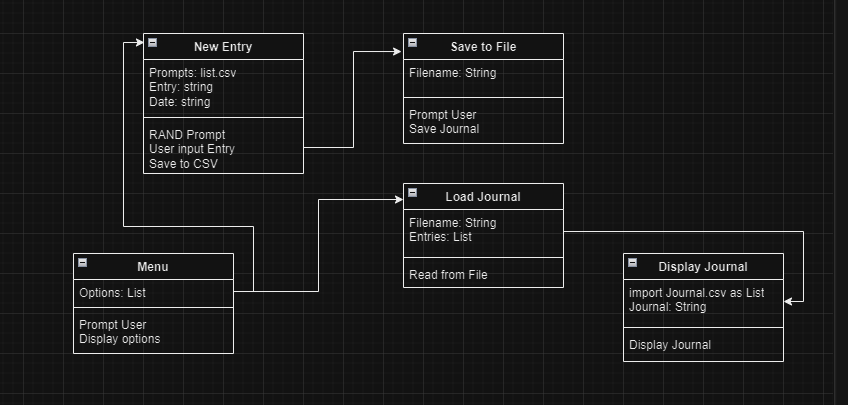 New Entry
Prompts: list.csv
Entry: string
Date: string
RAND Prompt
User input Entry
Save to CSV
Save to File
Filename: String
Prompt User
Save Journal
Load Journal
Filename: String
Entries: List
Read from File
Menu
Options: List
Prompt User
Display options
Display Journal
import Journal.csv as List
Journal: String
Display Journal